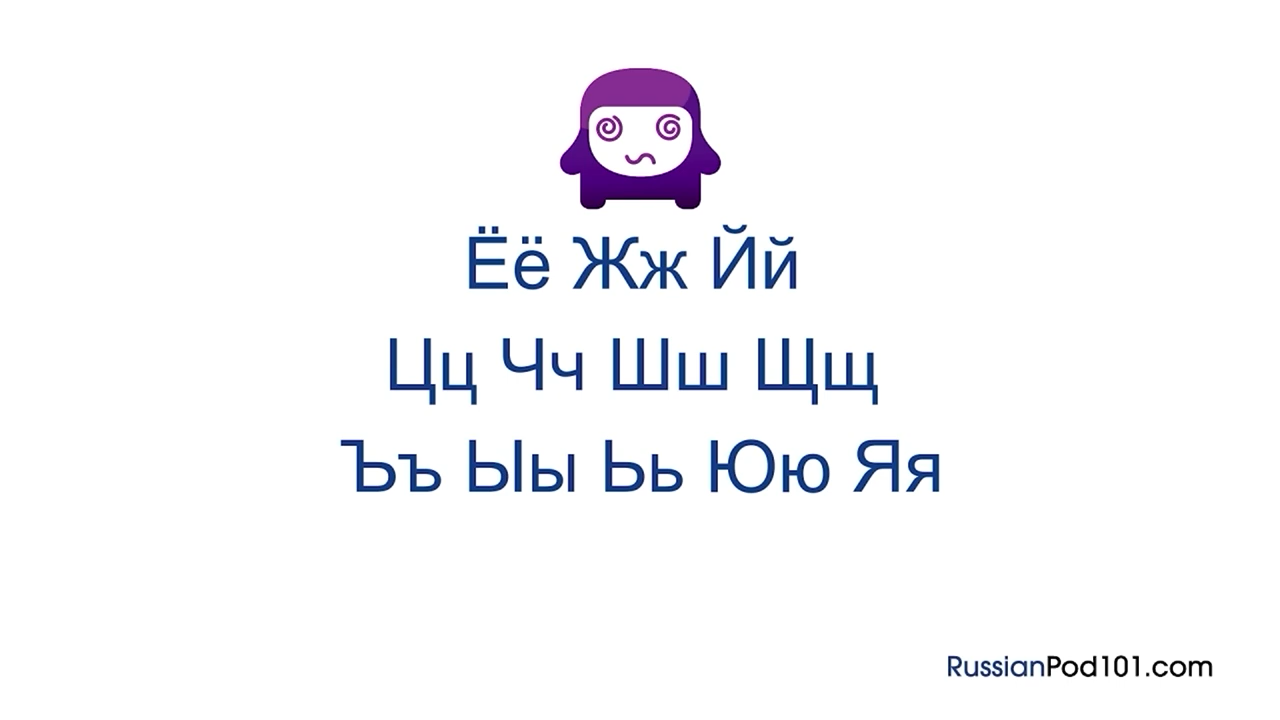 Ёё Жж Йй
Цц Чч Шш Щщ
Ъъ Ыы Ьь Юю Яя
RussianPod101.com